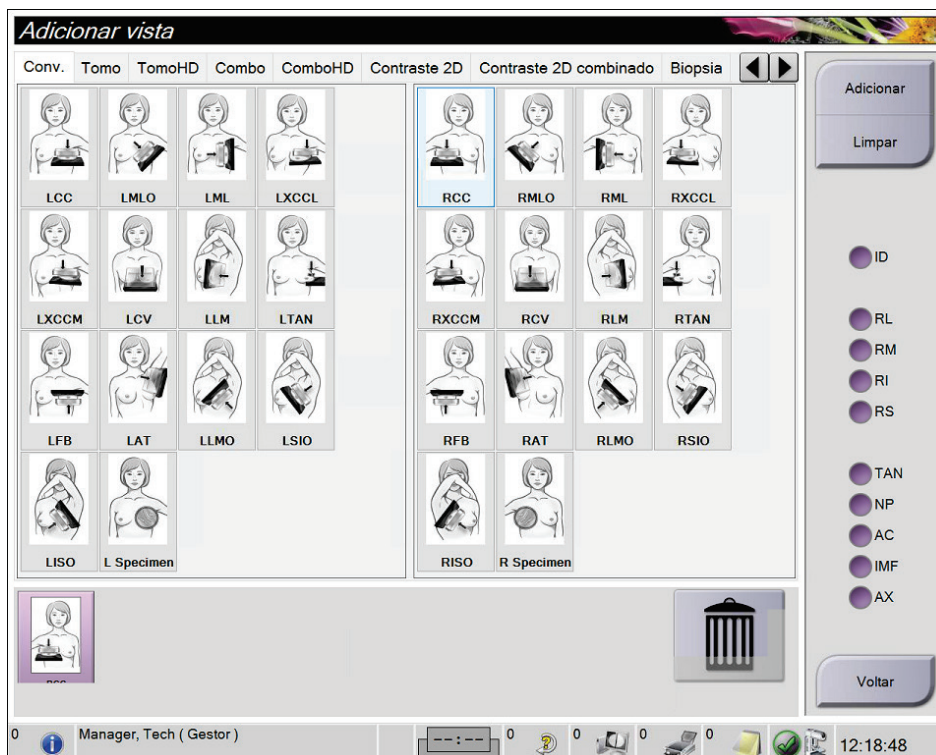 Adicionar vista
Conv. Tomo TomoHD Combo ComboHD Contraste 2D Contraste 2D combinado Biopsia
LCC LMLO LML LXCCL
LXCCM LCV LLM LTAN
LFB LAT LLMO LSIO
LISO L Specimen
RCC RMLO RML RXCCL
RXCCM RCV RLM RTAN
RFB RAT RLMO RSIO
RISO R Specimen
Adicionar
Limpar
ID
RL
RM
RI
RS
TAN
NP
AC
IMF
AX
Voltar
RCC
0 Manager, Tech ( Gestor ) --:-- 0 0 0 0 12:18:48